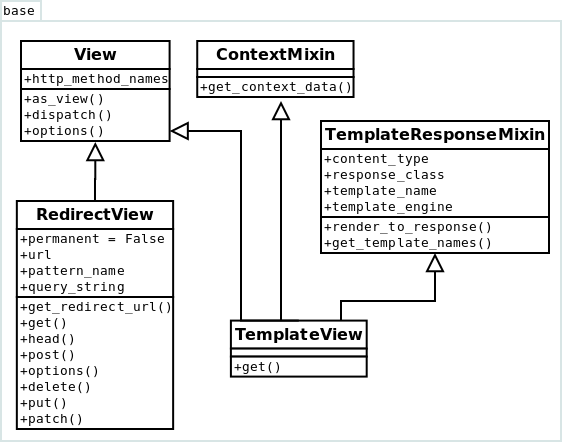 base
View
+http_method_names
+as_view()
+dispatch()
+options()
ContextMixin
+get_context_data()
TemplateResponseMixin
+content_type
+response_class
+template_name
+template_engine
+render_to_response()
+get_template_names()
RedirectView
+permanent = False
+url
+pattern_name
+query_string
+get_redirect_url()
+get()
+head()
+post()
+options()
+delete()
+put()
+patch()
TemplateView
+get()